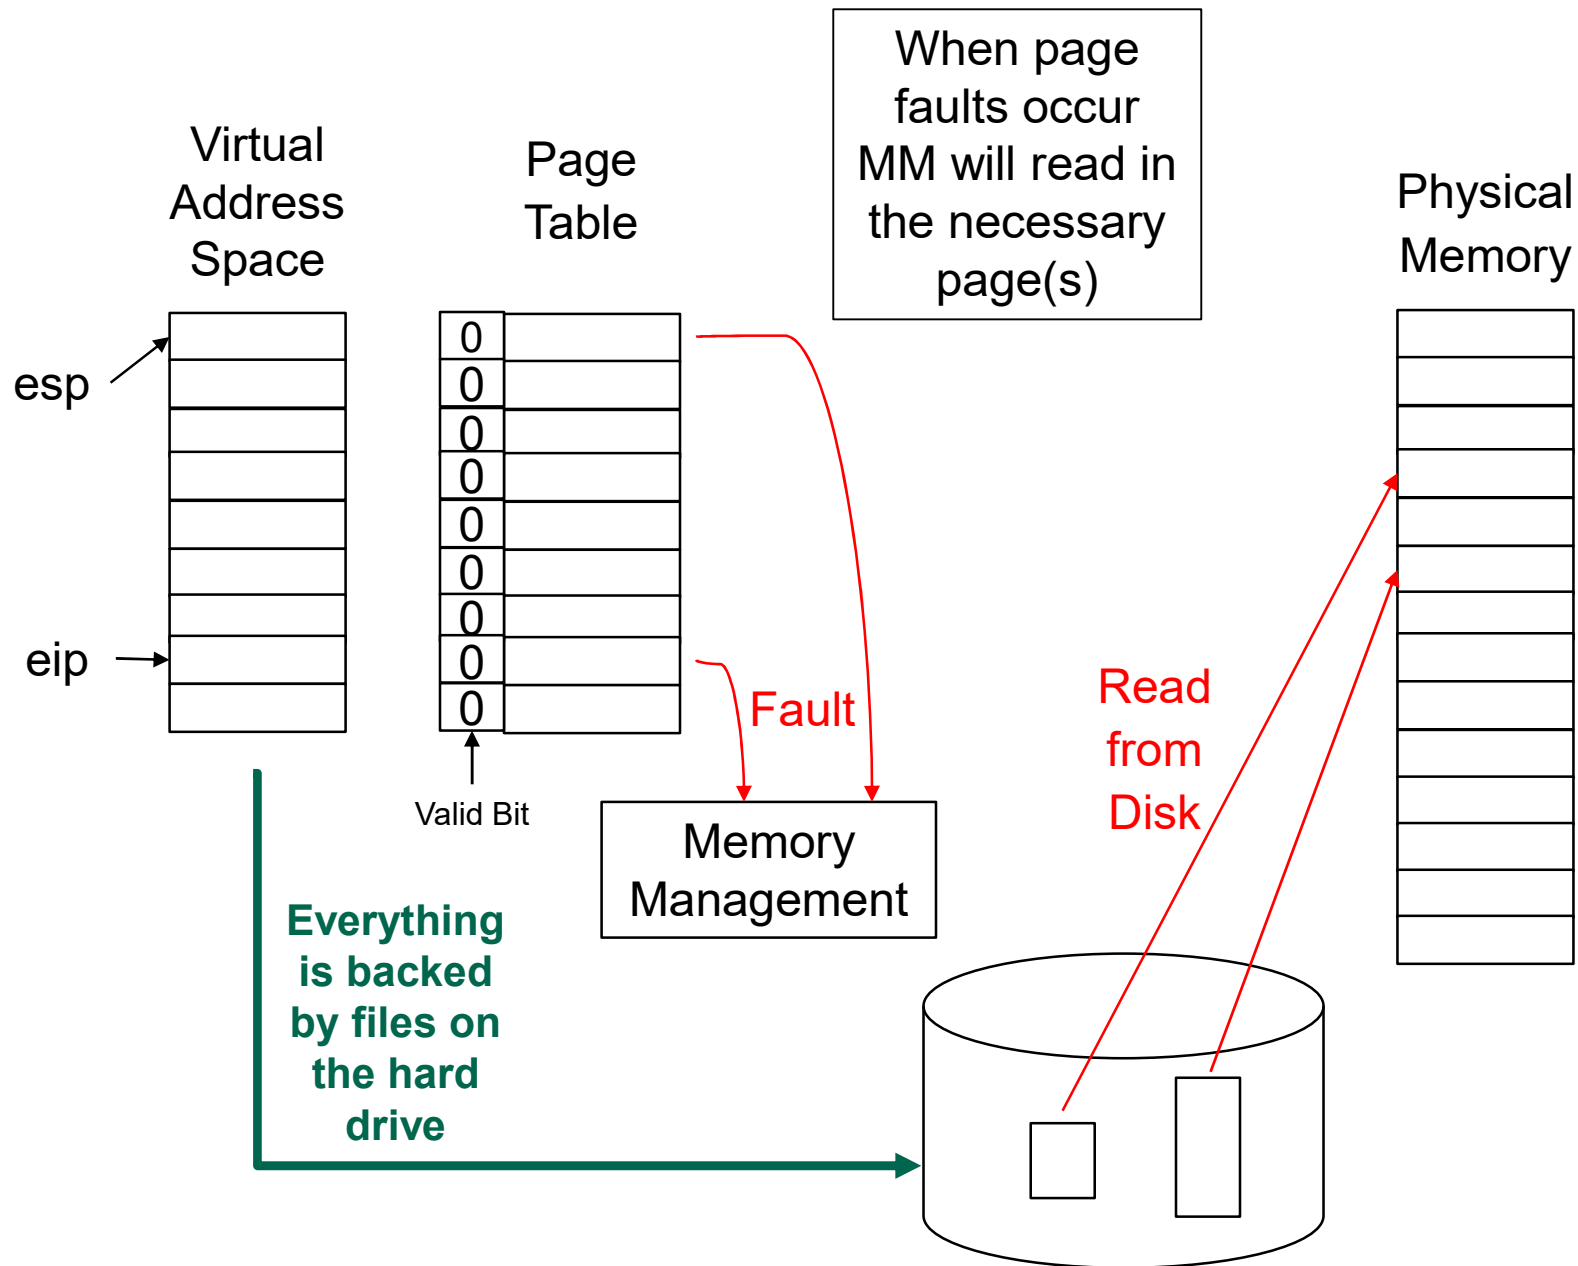 When page
faults occur
MM will read in
the necessary
page(s)
Virtual
Address
Space
Page
Table
Physical
Memory
esp
eip
0
0
0
0
0
0
0
0
0
Valid Bit
Fault
Memory
Management
Read
from
Disk
Everything
is backed
by files on
the hard
drive